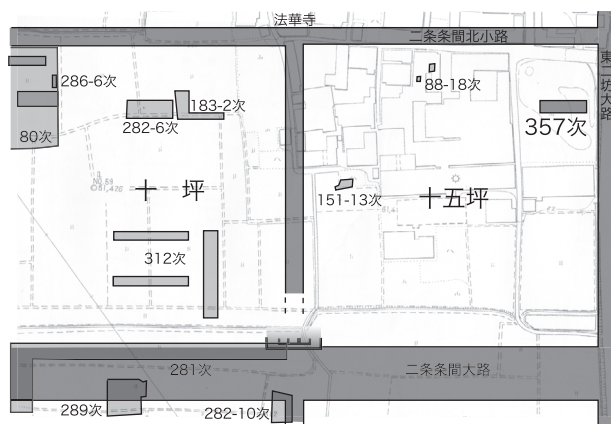 法華寺
二条条間北小路
東二坊大路
286-6次
183-2次
282-6次
80次
88-18次
357次
十 坪
151-13次
十五坪
312次
281次
二条条間大路
289次
282-10次